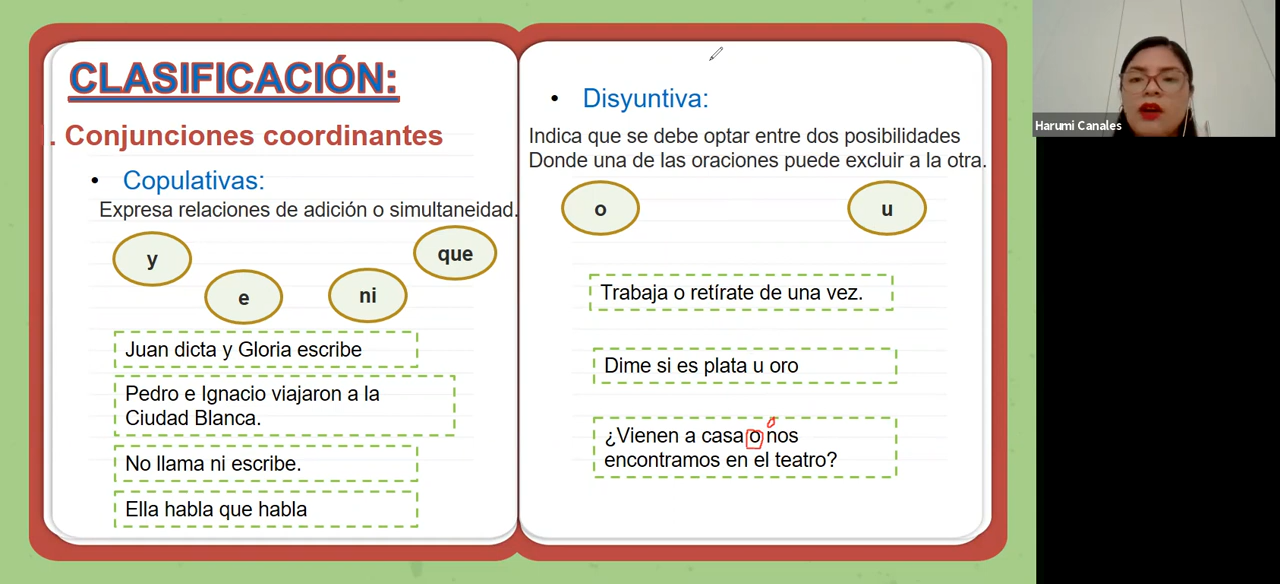 CLASIFICACIÓN:
. Conjunciones coordinantes
• Copulativas:
Expresa relaciones de adición o simultaneidad.
y
e
ni
que
Juan dicta y Gloria escribe
Pedro e Ignacio viajaron a la
Ciudad Blanca.
No llama ni escribe.
Ella habla que habla
• Disyuntiva:
Indica que se debe optar entre dos posibilidades
Donde una de las oraciones puede excluir a la otra.
o
u
Trabaja o retírate de una vez.
Dime si es plata u oro
¿Vienen a casa o nos
encontramos en el teatro?
Harumi Canales